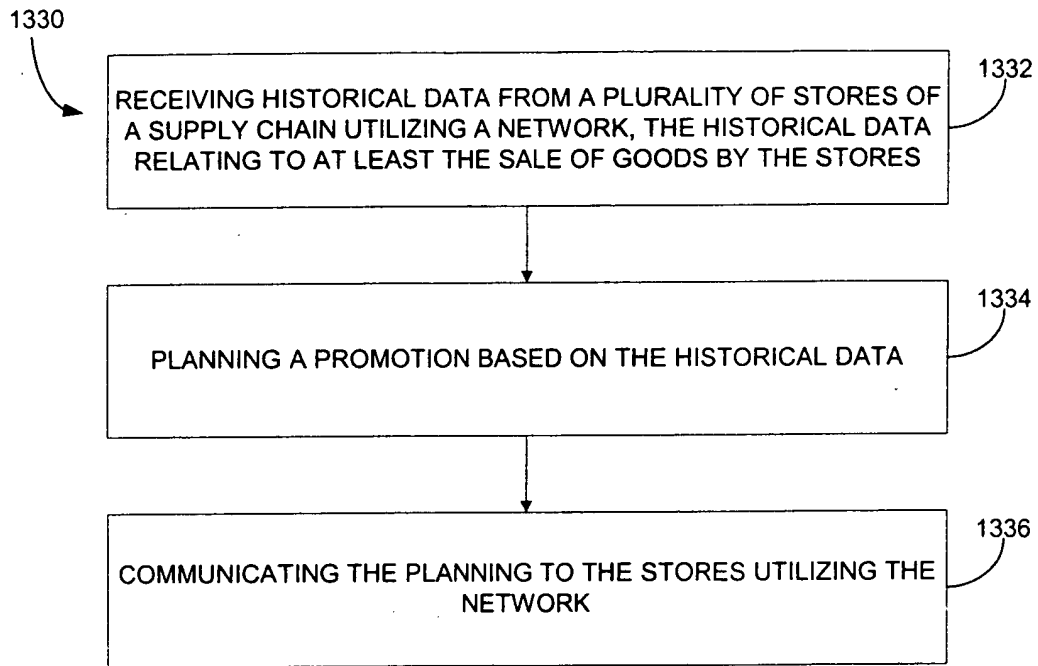 1330
1332
RECEIVING HISTORICAL DATA FROM A PLURALITY OF STORES OF
A SUPPLY CHAIN UTILIZING A NETWORK, THE HISTORICAL DATA
RELATING TO AT LEAST THE SALE OF GOODS BY THE STORES
1334
PLANNING A PROMOTION BASED ON THE HISTORICAL DATA
1336
COMMUNICATING THE PLANNING TO THE STORES UTILIZING THE
NETWORK